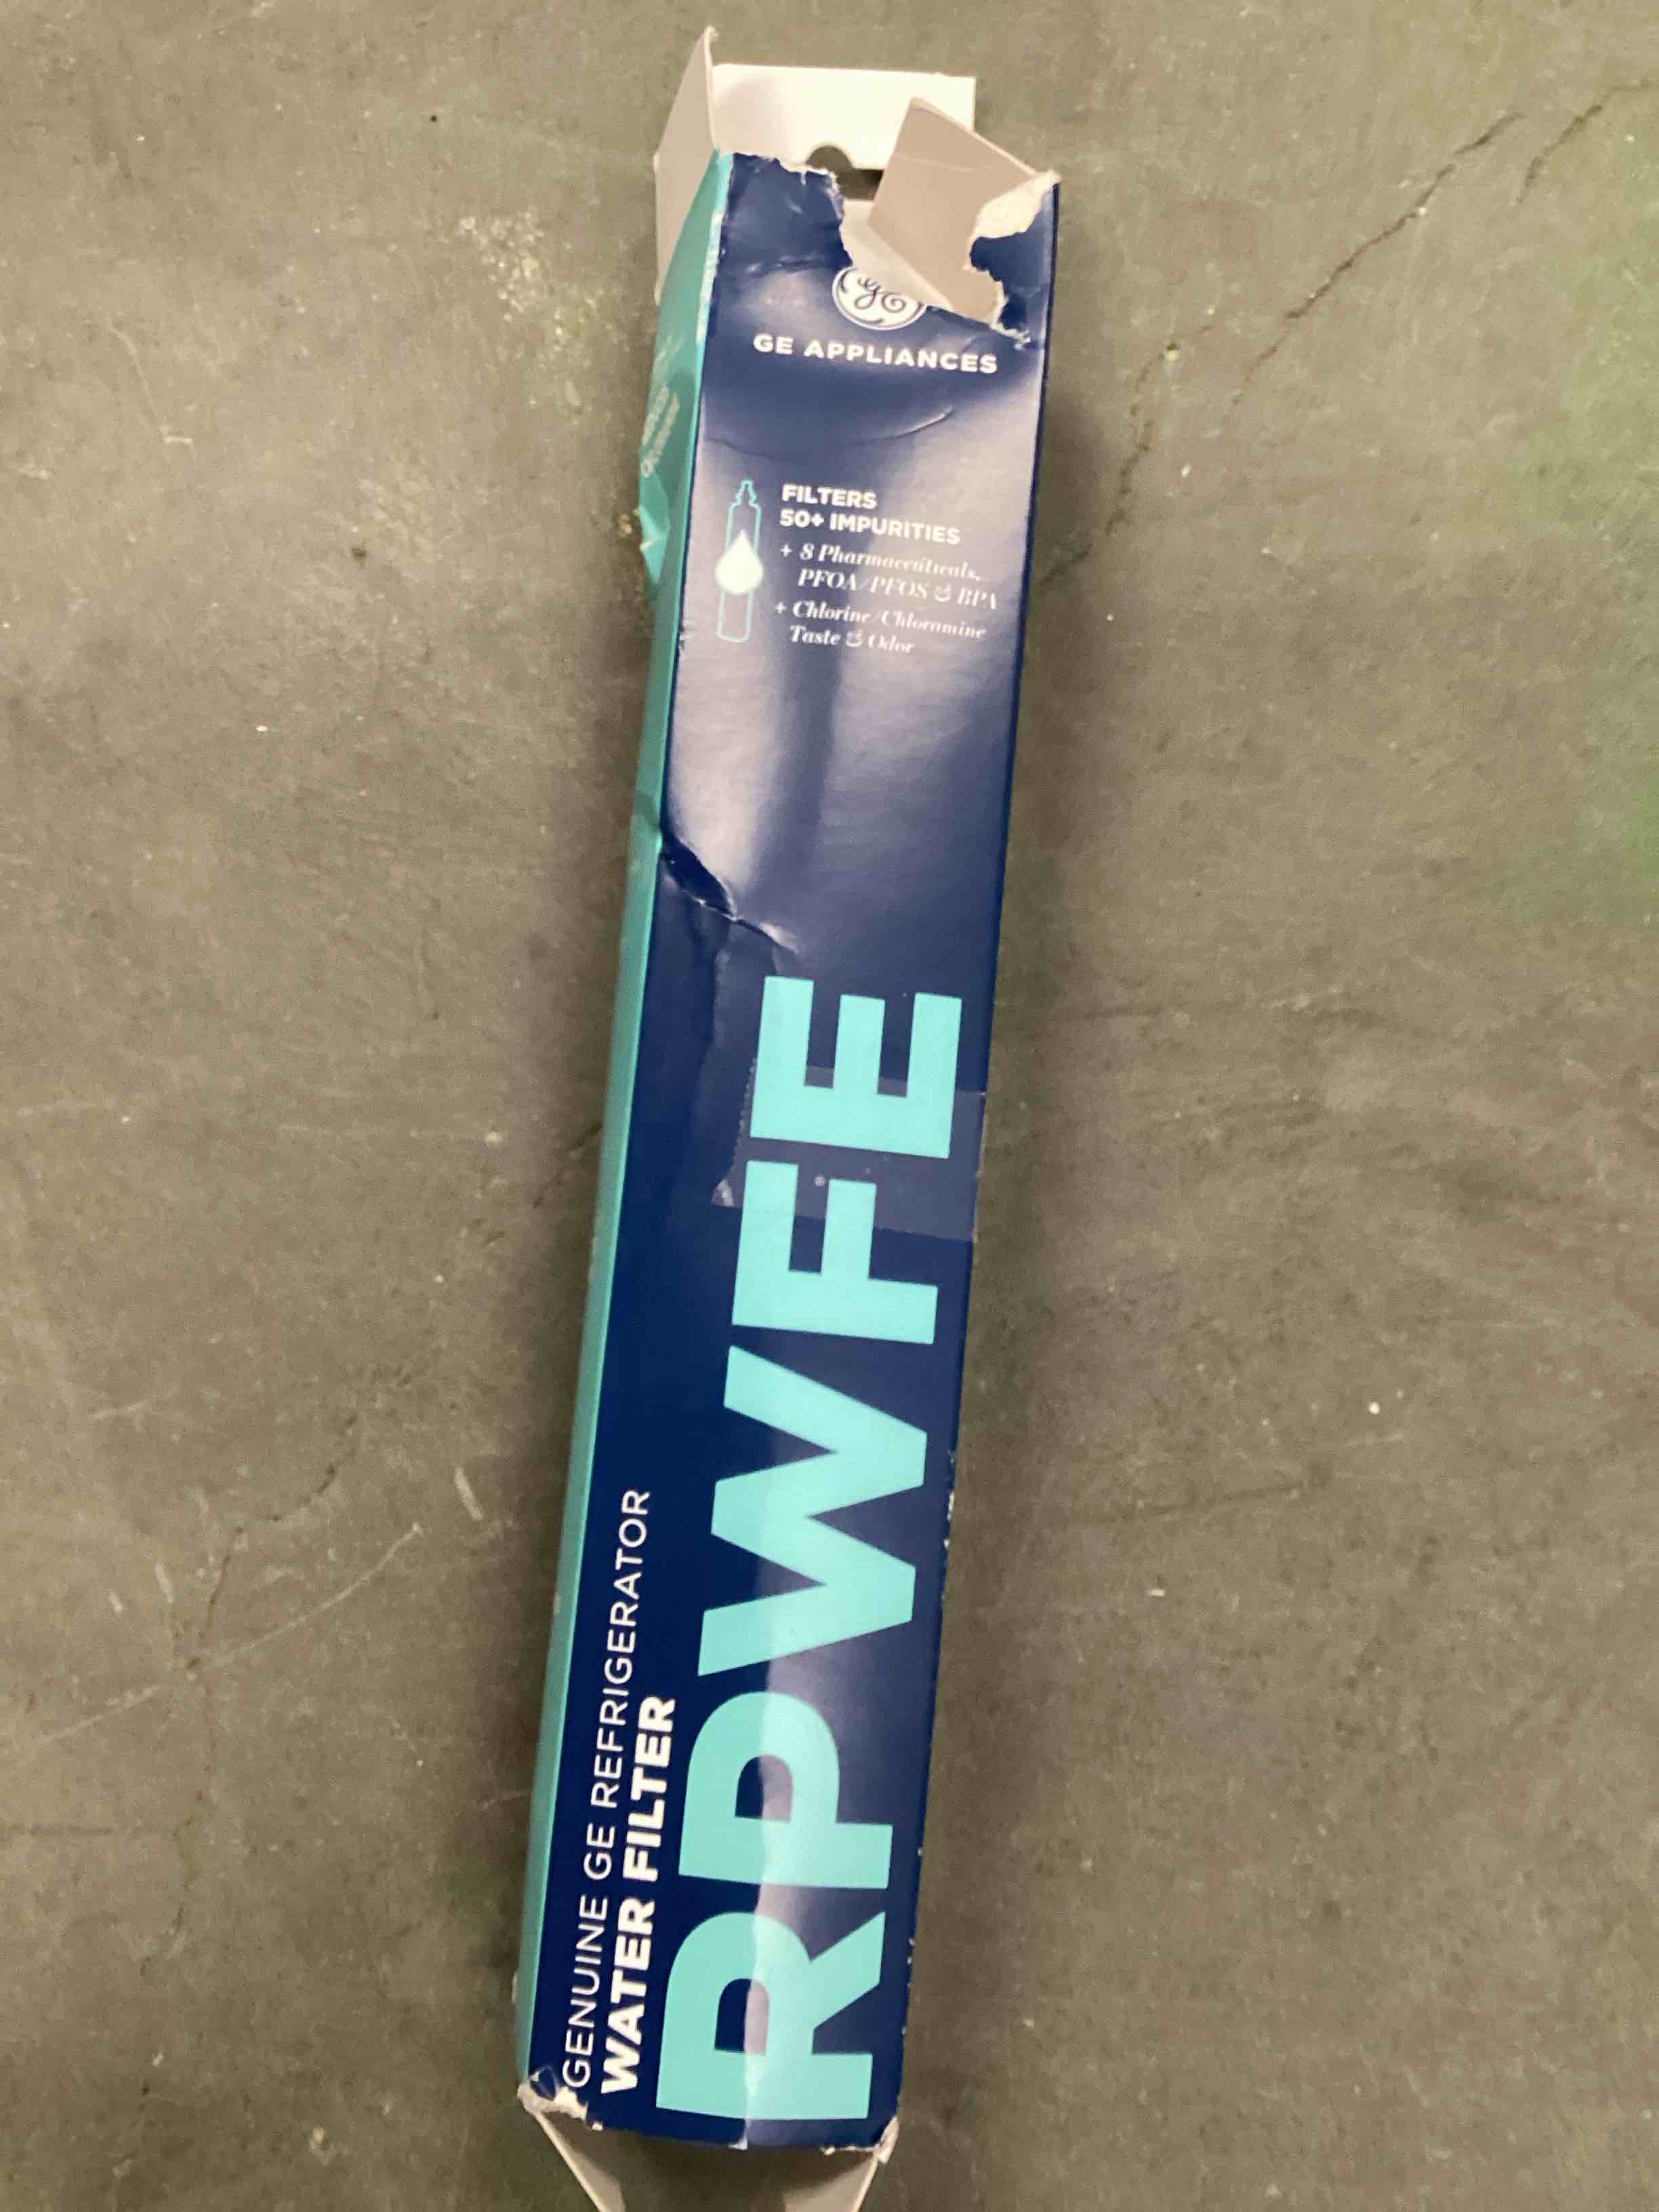 GE APPLIANCES
FILTERS
50+ IMPURITIES
+ 8 Pharmaceuticals,
PFOA/PFOS & BPA
+ Chlorine/Chloramine
Taste & Odor
GENUINE GE REFRIGERATOR
WATER FILTER
RPWFE